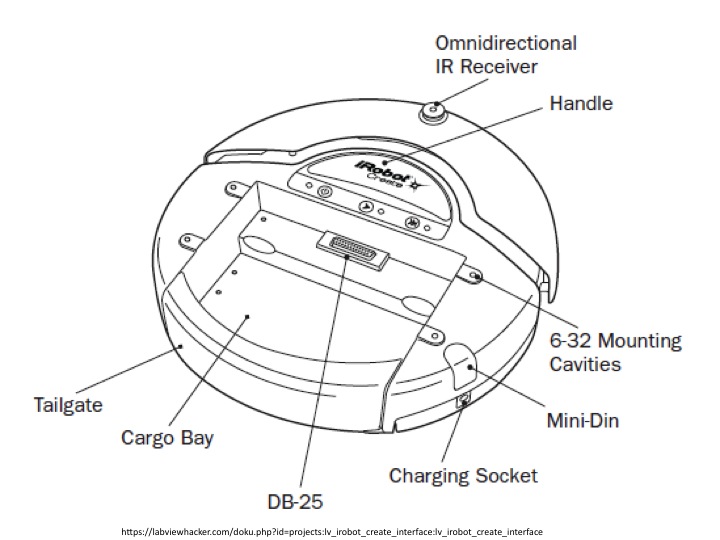 Omnidirectional
IR Receiver
Handle
iRobot
Create
6-32 Mounting
Cavities
Tailgate
Mini-Din
Cargo Bay
Charging Socket
DB-25
https://labviewhacker.com/doku.php?id=projects:lv_irobot_create_interface:lv_irobot_create_interface